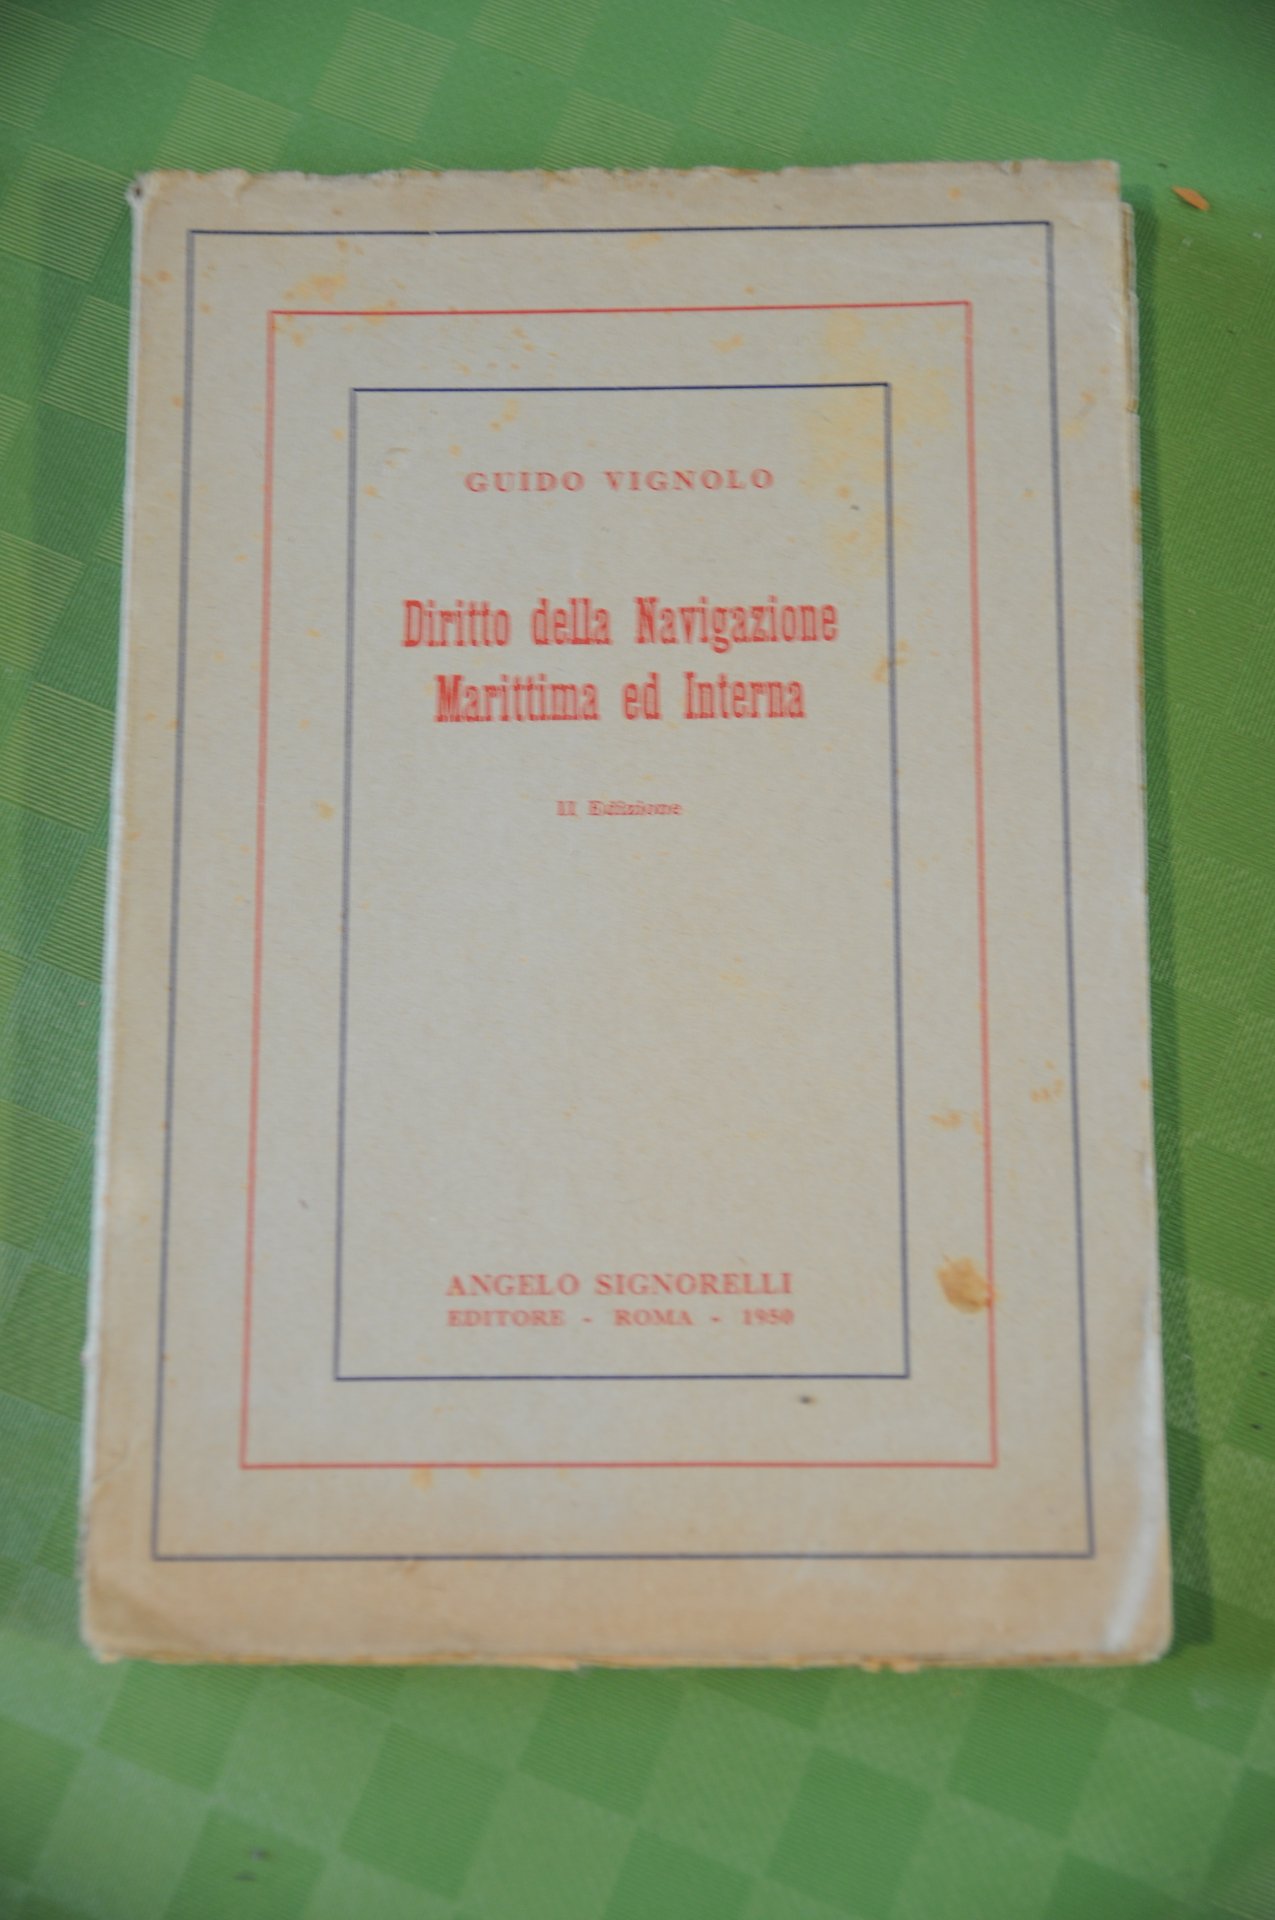 GUIDO VIGNOLO
Diritto della Navigazione
Marittima ed Interna
II Edizione
ANGELO SIGNORELLI
EDITORE - ROMA - 1950